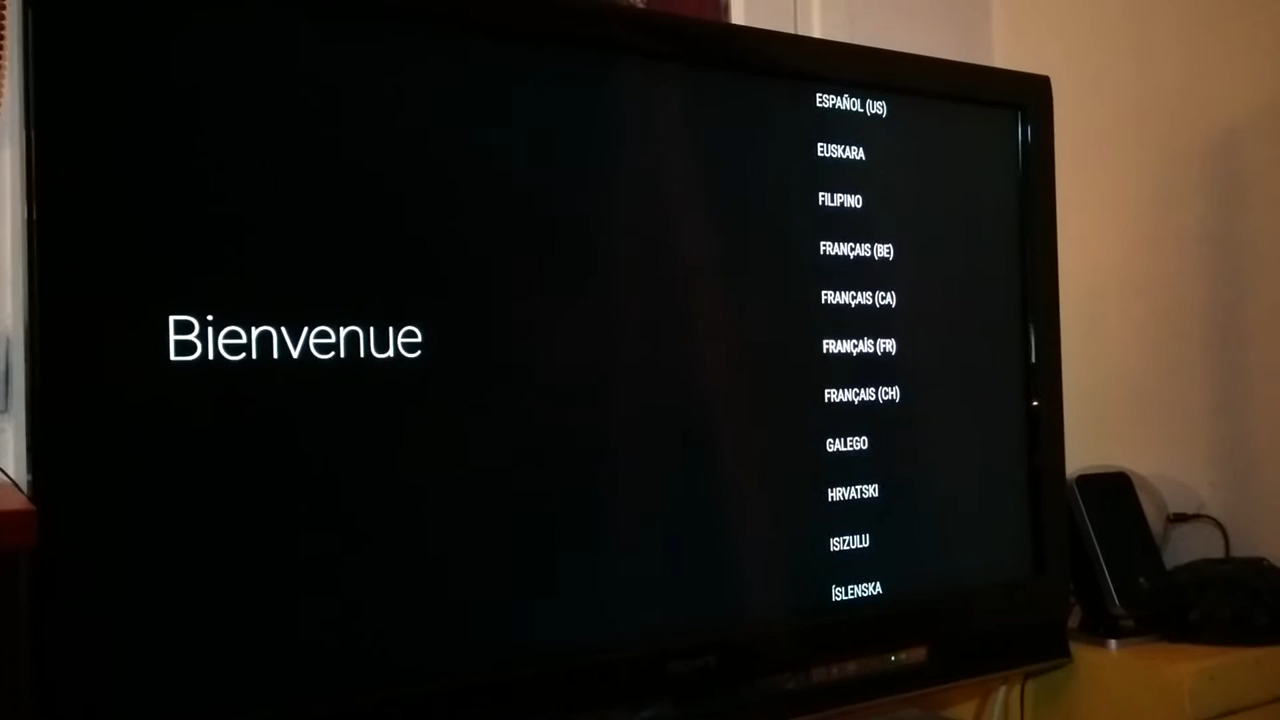 Bienvenue
ESPAÑOL (US)
EUSKARA
FILIPINO
FRANÇAIS (BE)
FRANÇAIS (CA)
FRANÇAIS (FR)
FRANÇAIS (CH)
GALEGO
HRVATSKI
ISIZULU
ÍSLENSKA